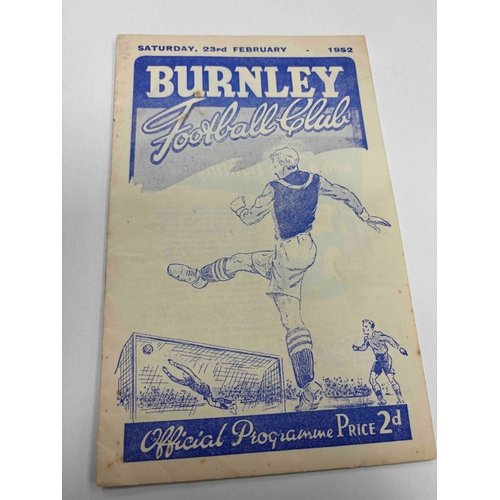 SATURDAY, 23rd FEBRUARY - 1952
BURNLEY
Football Club
Official Programme PRICE 2d